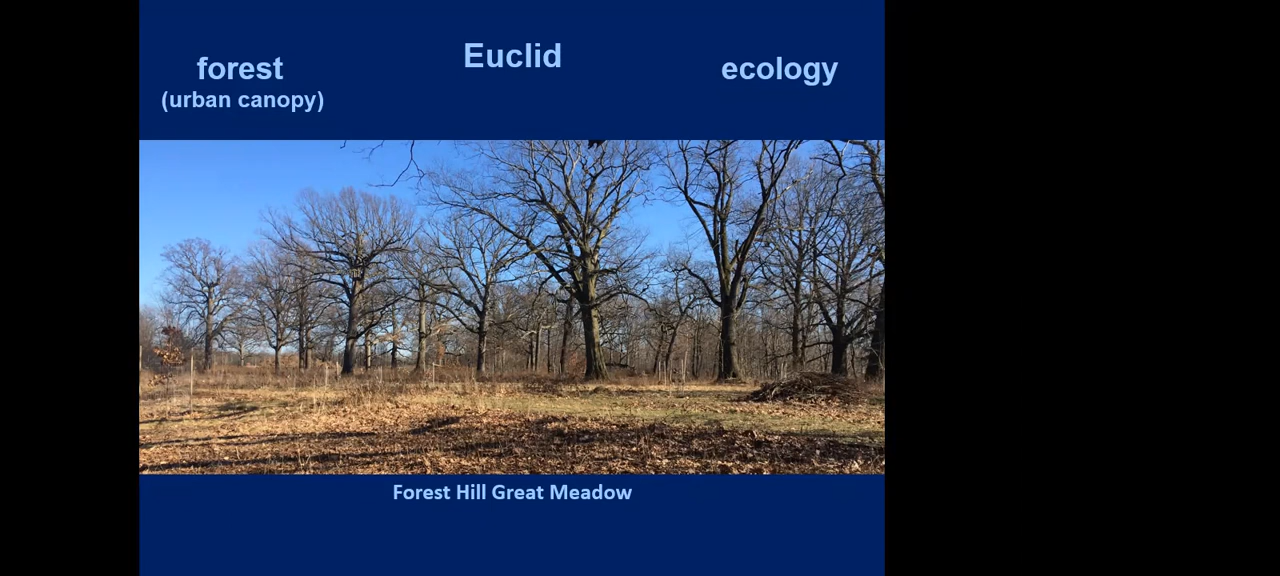 Euclid
forest
(urban canopy)
ecology
Forest Hill Great Meadow